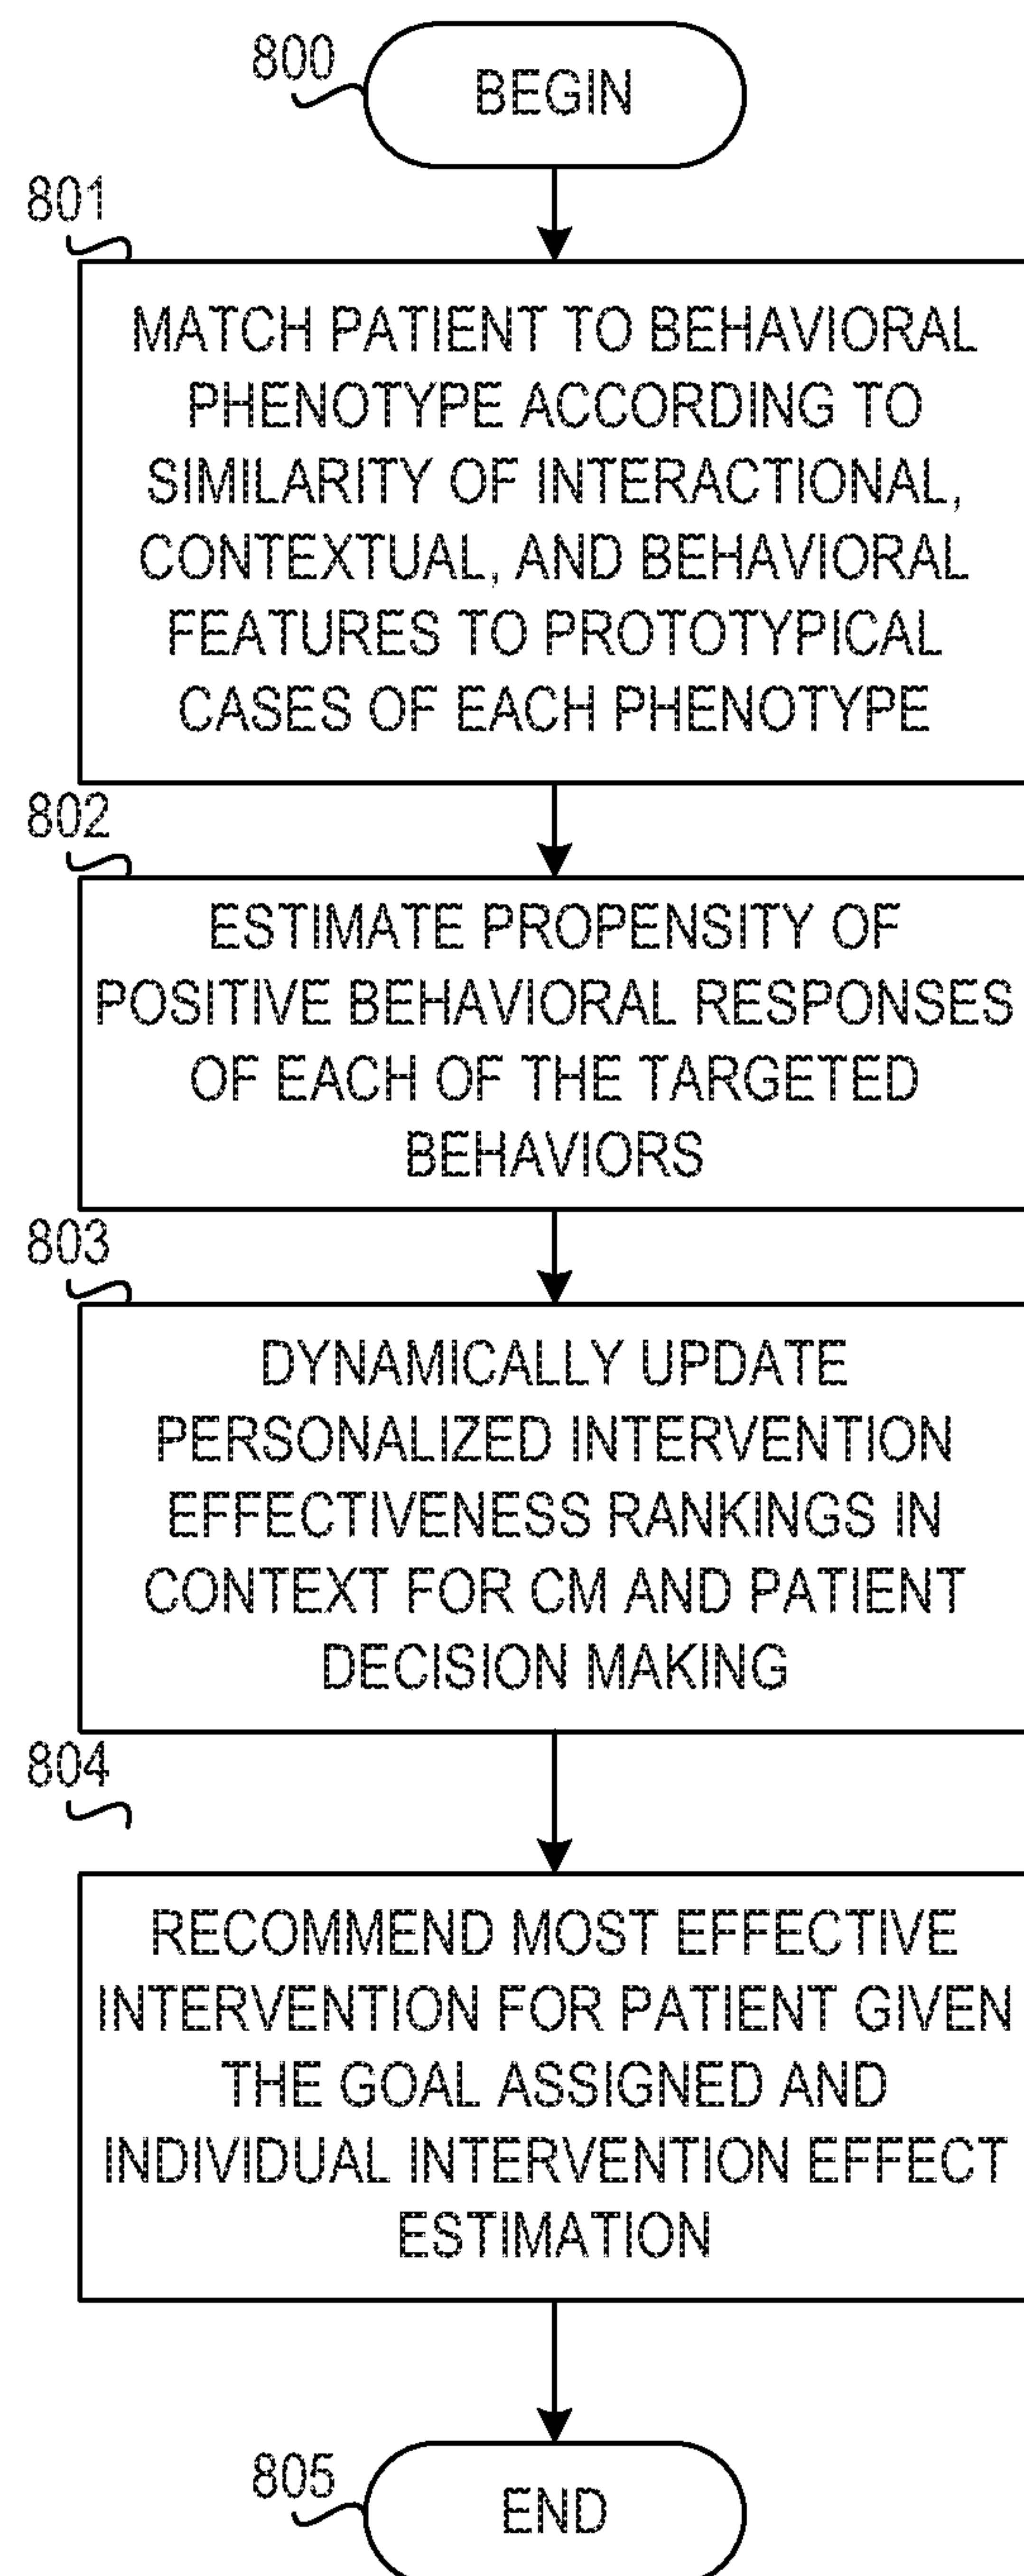 800
BEGIN
801
MATCH PATIENT TO BEHAVIORAL
PHENOTYPE ACCORDING TO
SIMILARITY OF INTERACTIONAL,
CONTEXTUAL, AND BEHAVIORAL
FEATURES TO PROTOTYPICAL
CASES OF EACH PHENOTYPE
802
ESTIMATE PROPENSITY OF
POSITIVE BEHAVIORAL RESPONSES
OF EACH OF THE TARGETED
BEHAVIORS
803
DYNAMICALLY UPDATE
PERSONALIZED INTERVENTION
EFFECTIVENESS RANKINGS IN
CONTEXT FOR CM AND PATIENT
DECISION MAKING
804
RECOMMEND MOST EFFECTIVE
INTERVENTION FOR PATIENT GIVEN
THE GOAL ASSIGNED AND
INDIVIDUAL INTERVENTION EFFECT
ESTIMATION
805
END